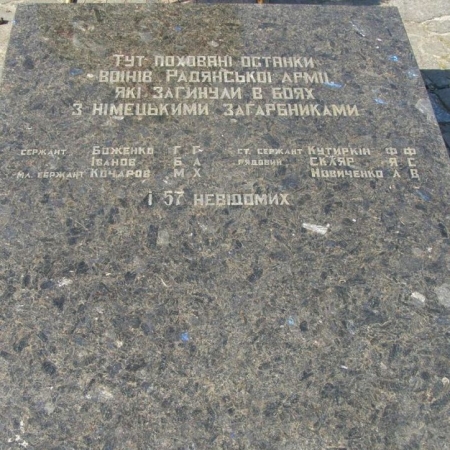 Тут поховані останки
воїнів Радянської Армії,
які загинули в боях
з німецькими загарбниками
сержант Боженко Г. Г. ст. сержант Кутиркін Ф Ф
Іванов Б. А рядовий Скляр Я С
мл. сержант Кочаров М Х Новиченко Л В
і 57 невідомих